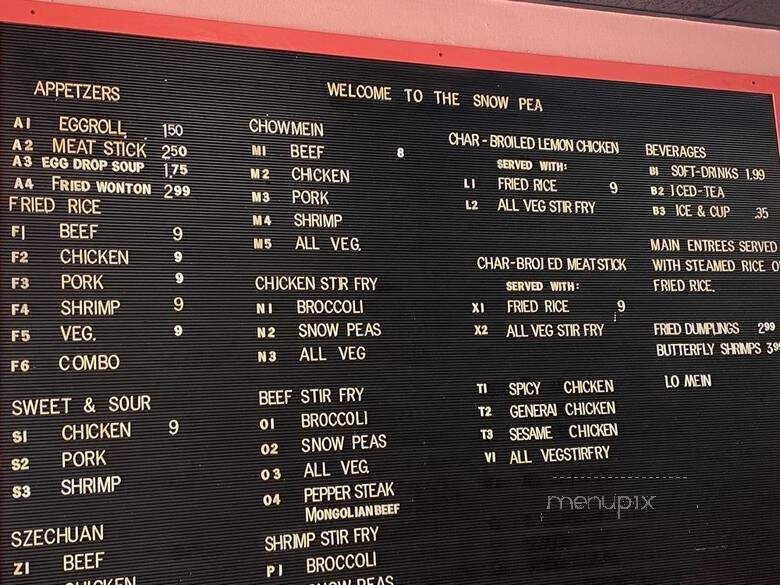 WELCOME TO THE SNOW PEA
APPETZERS
A1 EGGROLL 150
A2 MEAT STICK 250
A3 EGG DROP SOUP 1.75
A4 FRIED WONTON 299
FRIED RICE
F1 BEEF 9
F2 CHICKEN 9
F3 PORK 9
F4 SHRIMP 9
F5 VEG. 9
F6 COMBO
SWEET & SOUR
S1 CHICKEN 9
S2 PORK
S3 SHRIMP
SZECHUAN
Z1 BEEF
CHICKEN
CHOWMEIN
M1 BEEF 8
M2 CHICKEN
M3 PORK
M4 SHRIMP
M5 ALL VEG.
CHICKEN STIR FRY
N1 BROCCOLI
N2 SNOW PEAS
N3 ALL VEG
BEEF STIR FRY
O1 BROCCOLI
O2 SNOW PEAS
O3 ALL VEG
O4 PEPPER STEAK
MONGOLIAN BEEF
SHRIMP STIR FRY
P1 BROCCOLI
SNOW PEAS
CHAR-BROILED LEMON CHICKEN
SERVED WITH:
L1 FRIED RICE 9
L2 ALL VEG STIR FRY
CHAR-BROI ED MEAT STICK
SERVED WITH:
X1 FRIED RICE 9
X2 ALL VEG STIR FRY
T1 SPICY CHICKEN
T2 GENERAI CHICKEN
T3 SESAME CHICKEN
V1 ALL VEGSTIRFRY
BEVERAGES
B1 SOFT-DRINKS 1.99
B2 ICED-TEA
B3 ICE & CUP .35
MAIN ENTREES SERVED
WITH STEAMED RICE
FRIED RICE.
FRIED DUMPLINGS 299
BUTTERFLY SHRIMPS
LO MEIN
menupix